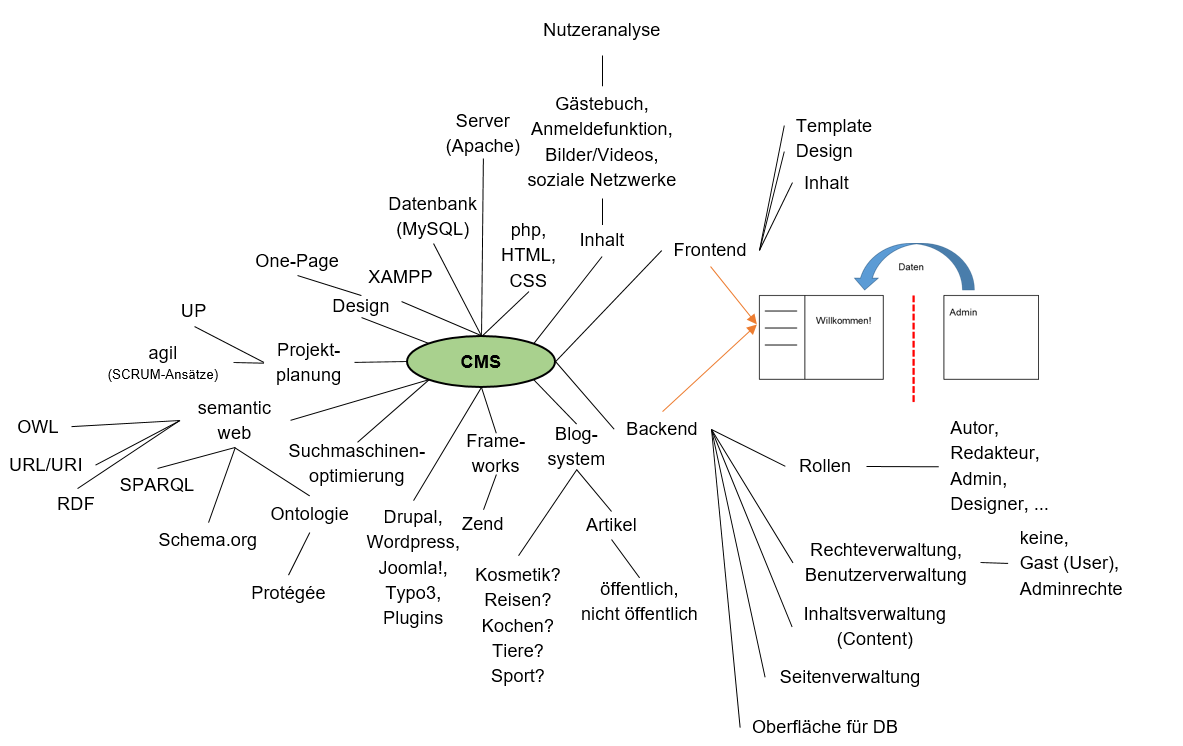 Nutzeranalyse
Gästebuch,
Anmeldefunktion,
Bilder/Videos,
soziale Netzwerke
Server
(Apache)
Template
Design
Inhalt
Datenbank
(MySQL)
php,
HTML,
CSS
Inhalt
Frontend
One-Page
XAMPP
Design
Daten
Willkommen!
Admin
UP
agil
(SCRUM-Ansätze)
Projekt-
planung
CMS
semantic
web
OWL
URL/URI
RDF
SPARQL
Schema.org
Ontologie
Protégée
Suchmaschinen-
optimierung
Drupal,
Wordpress,
Joomla!,
Typo3,
Plugins
Frame-
works
Zend
Blog-
system
Kosmetik?
Reisen?
Kochen?
Tiere?
Sport?
Artikel
öffentlich,
nicht öffentlich
Backend
Rollen
Autor,
Redakteur,
Admin,
Designer, ...
Rechteverwaltung,
Benutzerverwaltung
keine,
Gast (User),
Adminrechte
Inhaltsverwaltung
(Content)
Seitenverwaltung
Oberfläche für DB